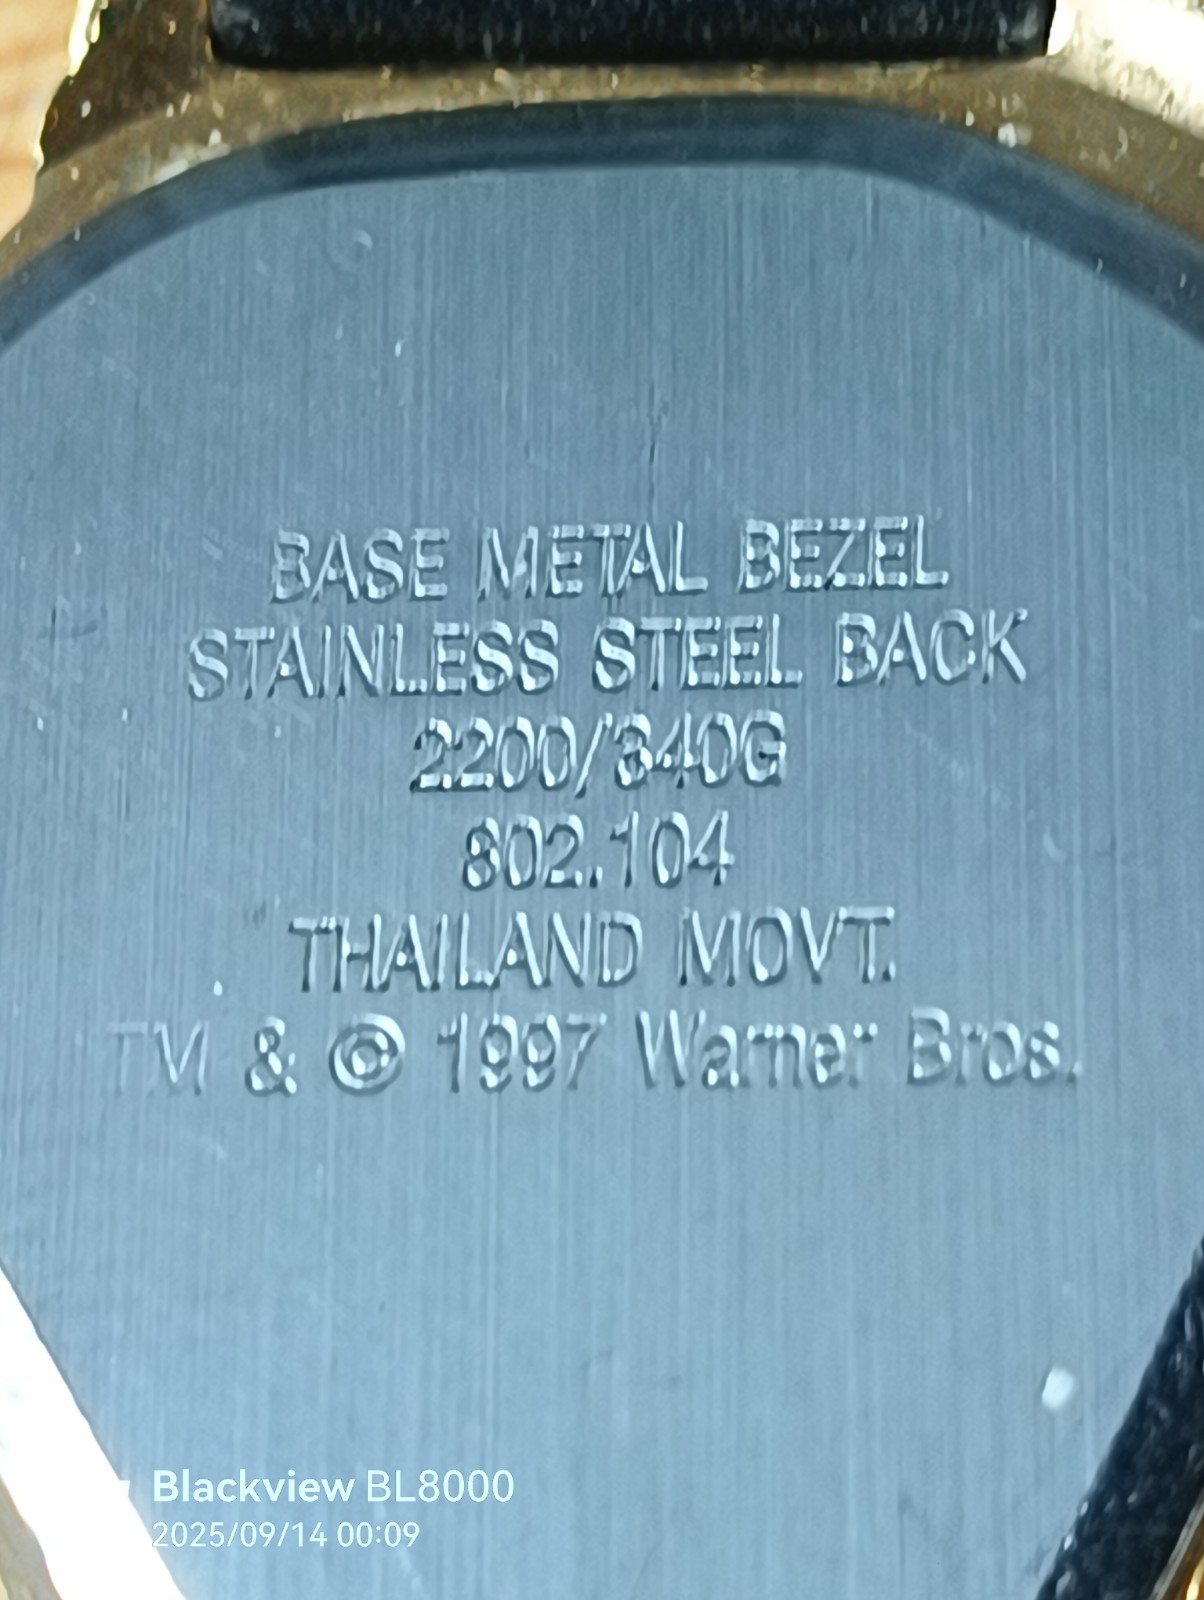 BASE METAL BEZEL
STAINLESS STEEL BACK
2200/340G
802.104
THAILAND MOVT.
TM & © 1997 Warner Bros.
Blackview BL8000
2025/09/14 00:09